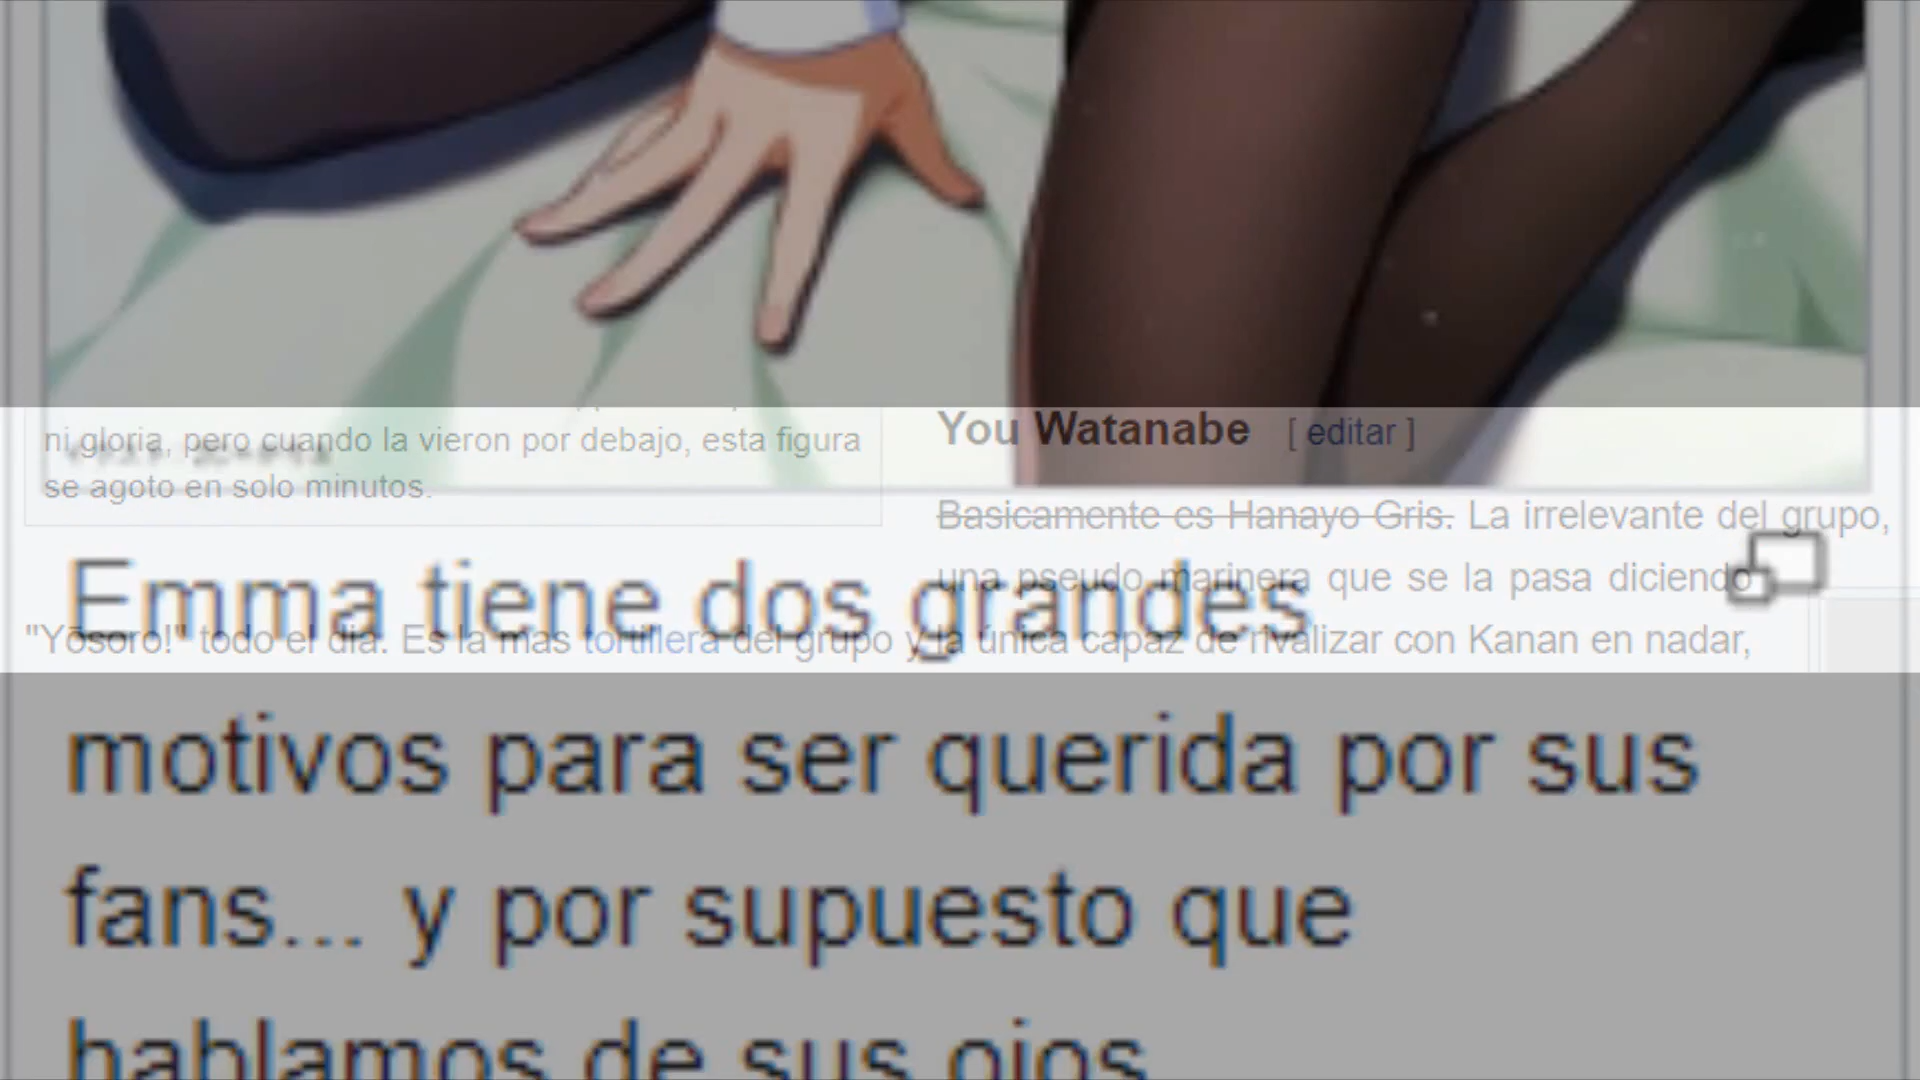 ni gloria, pero cuando la vieron por debajo, esta figura
se agoto en solo minutos.
You Watanabe [ editar ]
Basicamente es Hanayo Gris. La irrelevante del grupo,
una pseudo marinera que se la pasa diciendo
"Yōsoro!" todo el día. Es la mas tortillera del grupo y la única capaz de rivalizar con Kanan en nadar,
Emma tiene dos grandes
motivos para ser querida por sus
fans... y por supuesto que
hablamos de sus ojos